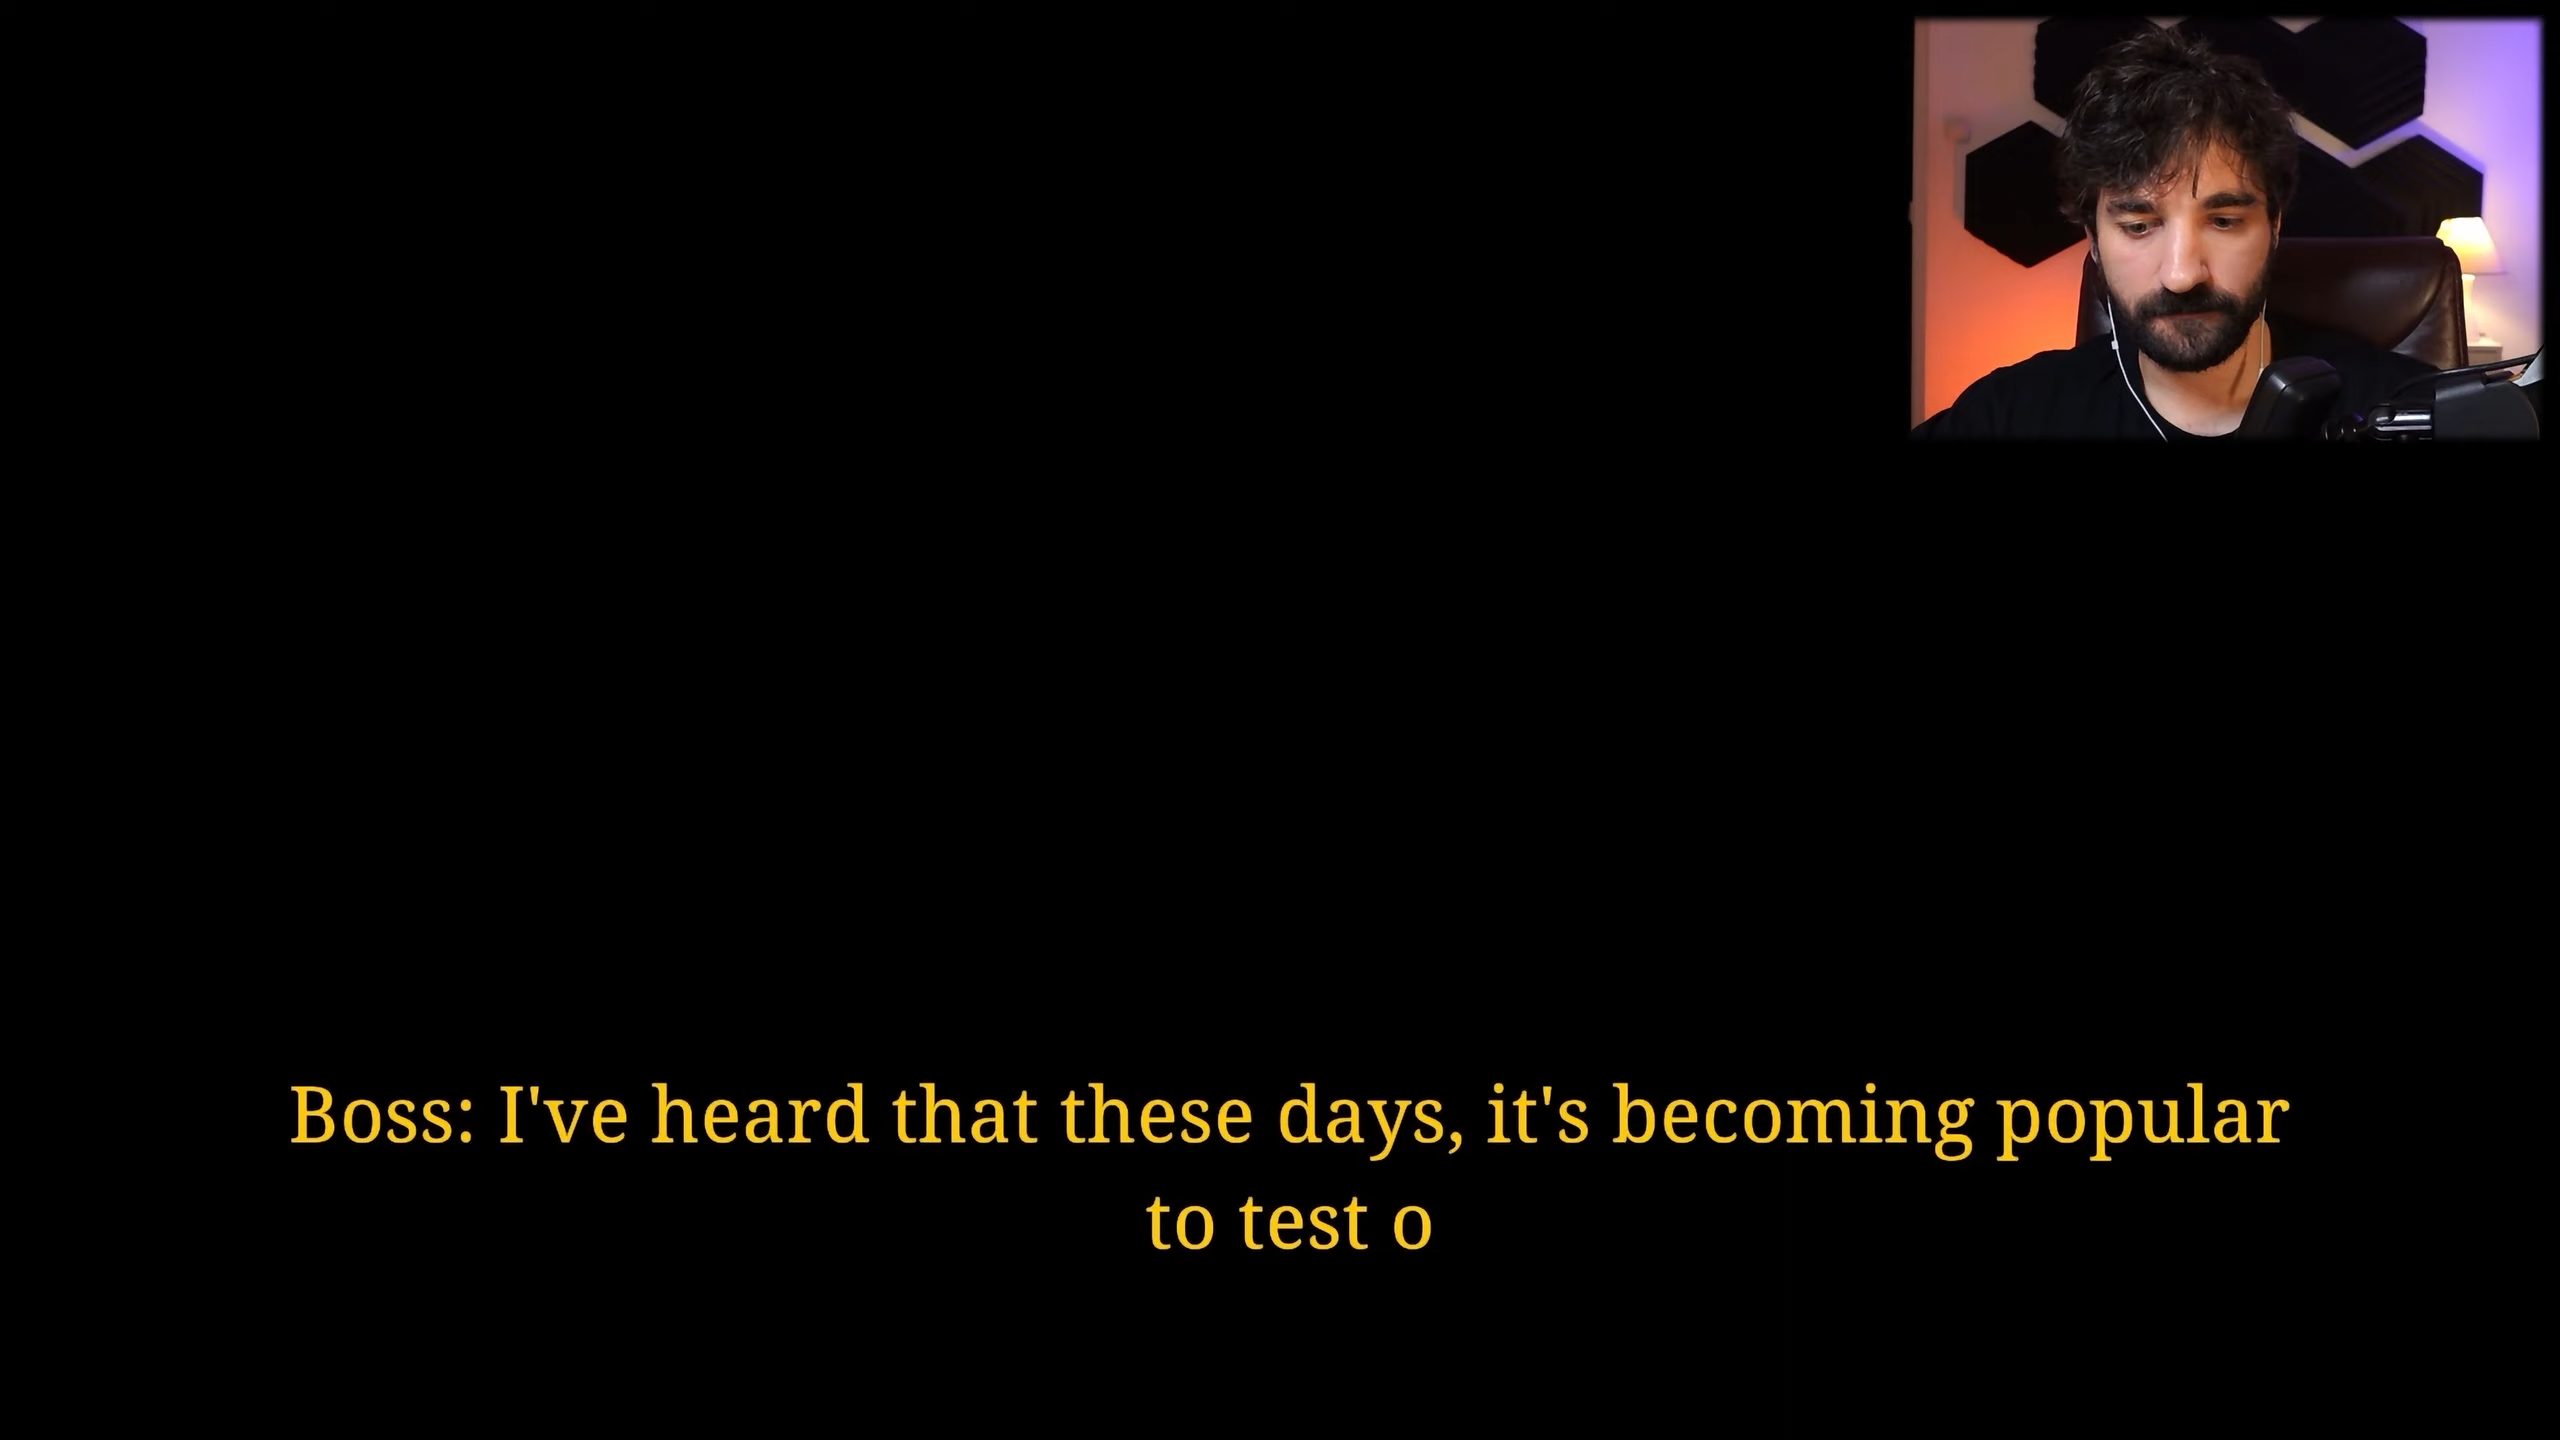 Boss: I've heard that these days, it's becoming popular
to test o